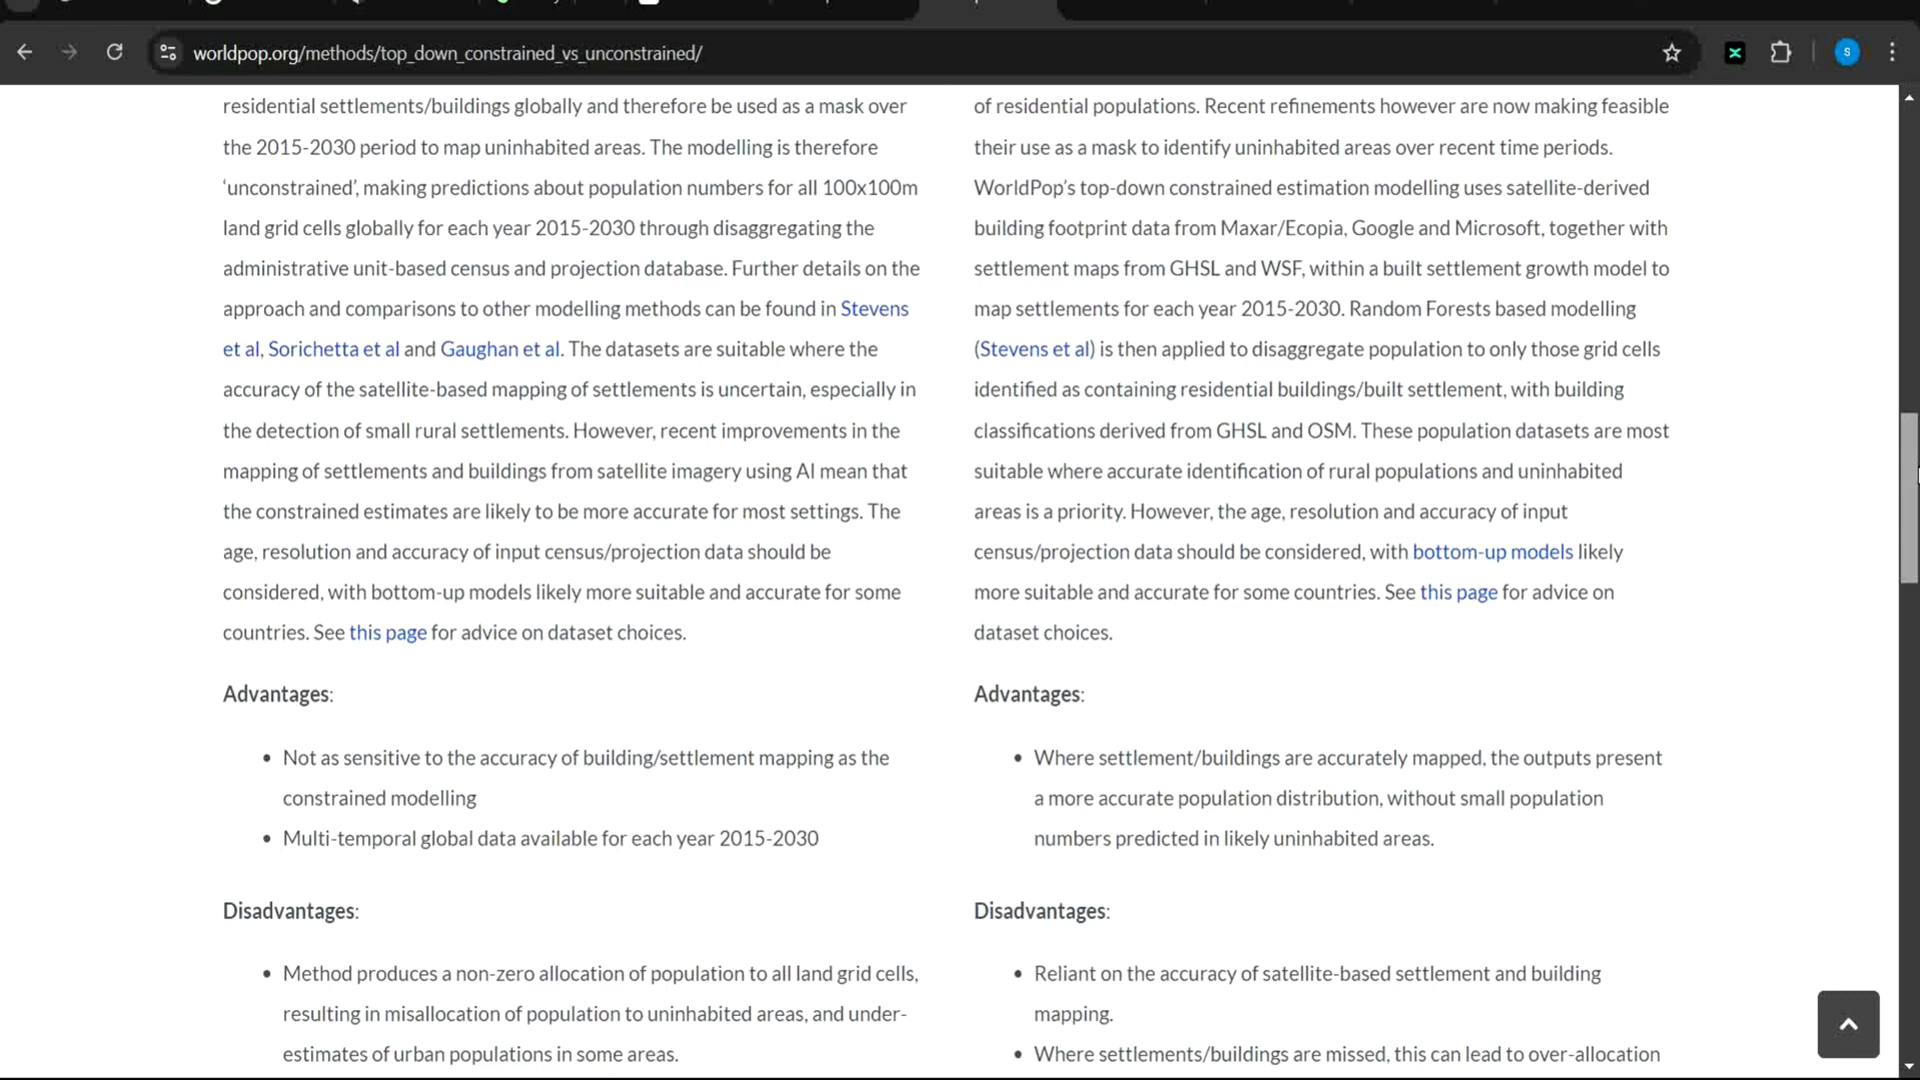 worldpop.org/methods/top_down_constrained_vs_unconstrained/
S
residential settlements/buildings globally and therefore be used as a mask over
the 2015-2030 period to map uninhabited areas. The modelling is therefore
‘unconstrained’, making predictions about population numbers for all 100x100m
land grid cells globally for each year 2015-2030 through disaggregating the
administrative unit-based census and projection database. Further details on the
approach and comparisons to other modelling methods can be found in Stevens
et al, Sorichetta et al and Gaughan et al. The datasets are suitable where the
accuracy of the satellite-based mapping of settlements is uncertain, especially in
the detection of small rural settlements. However, recent improvements in the
mapping of settlements and buildings from satellite imagery using AI mean that
the constrained estimates are likely to be more accurate for most settings. The
age, resolution and accuracy of input census/projection data should be
considered, with bottom-up models likely more suitable and accurate for some
countries. See this page for advice on dataset choices.
Advantages:
• Not as sensitive to the accuracy of building/settlement mapping as the
constrained modelling
• Multi-temporal global data available for each year 2015-2030
Disadvantages:
• Method produces a non-zero allocation of population to all land grid cells,
resulting in misallocation of population to uninhabited areas, and under-
estimates of urban populations in some areas.
of residential populations. Recent refinements however are now making feasible
their use as a mask to identify uninhabited areas over recent time periods.
WorldPop’s top-down constrained estimation modelling uses satellite-derived
building footprint data from Maxar/Ecopia, Google and Microsoft, together with
settlement maps from GHSL and WSF, within a built settlement growth model to
map settlements for each year 2015-2030. Random Forests based modelling
(Stevens et al) is then applied to disaggregate population to only those grid cells
identified as containing residential buildings/built settlement, with building
classifications derived from GHSL and OSM. These population datasets are most
suitable where accurate identification of rural populations and uninhabited
areas is a priority. However, the age, resolution and accuracy of input
census/projection data should be considered, with bottom-up models likely
more suitable and accurate for some countries. See this page for advice on
dataset choices.
Advantages:
• Where settlement/buildings are accurately mapped, the outputs present
a more accurate population distribution, without small population
numbers predicted in likely uninhabited areas.
Disadvantages:
• Reliant on the accuracy of satellite-based settlement and building
mapping.
• Where settlements/buildings are missed, this can lead to over-allocation